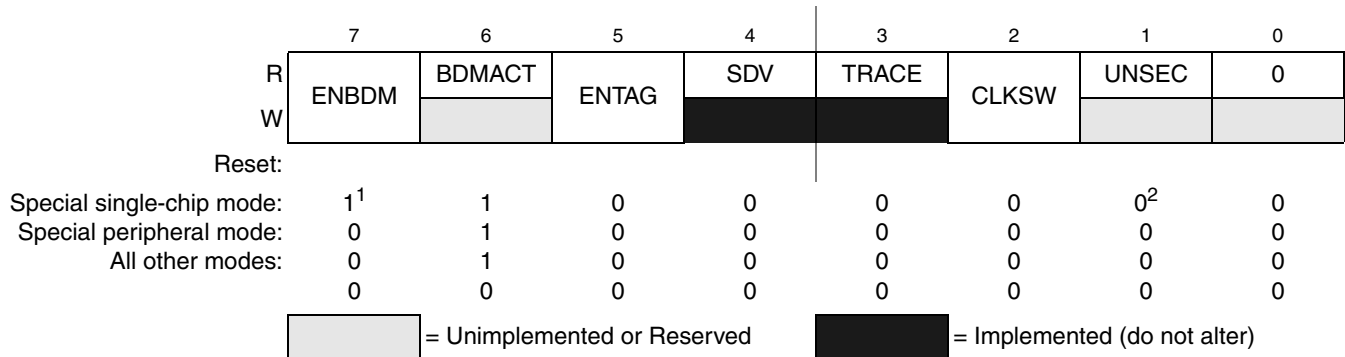 7 6 5 4 3 2 1 0
R ENBDM BDMACT ENTAG SDV TRACE CLKSW UNSEC 0
W
Reset:
Special single-chip mode: 1¹ 1 0 0 0 0 0² 0
Special peripheral mode: 0 1 0 0 0 0 0 0
All other modes: 0 1 0 0 0 0 0 0
0 0 0 0 0 0 0 0
= Unimplemented or Reserved = Implemented (do not alter)